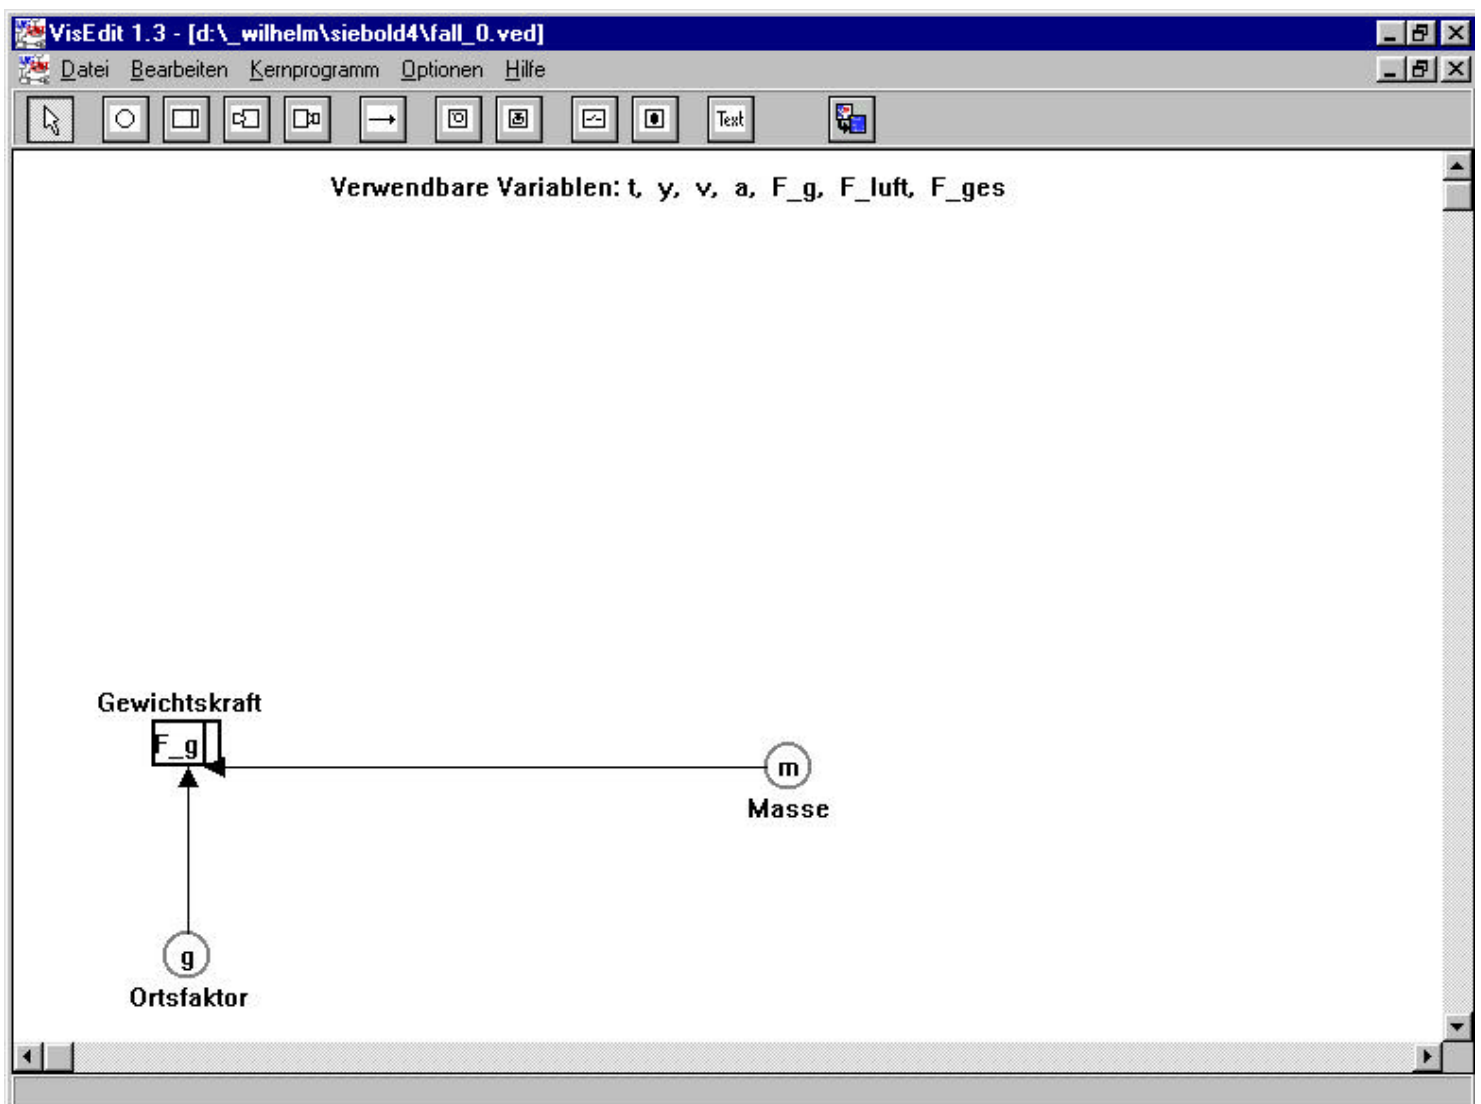 VisEdit 1.3 - [d:\_wilhelm\siebold4\fall_0.ved]
Datei Bearbeiten Kernprogramm Optionen Hilfe
Text
Verwendbare Variablen: t, y, v, a, F_g, F_luft, F_ges
Gewichtskraft
F_g
m
Masse
g
Ortsfaktor